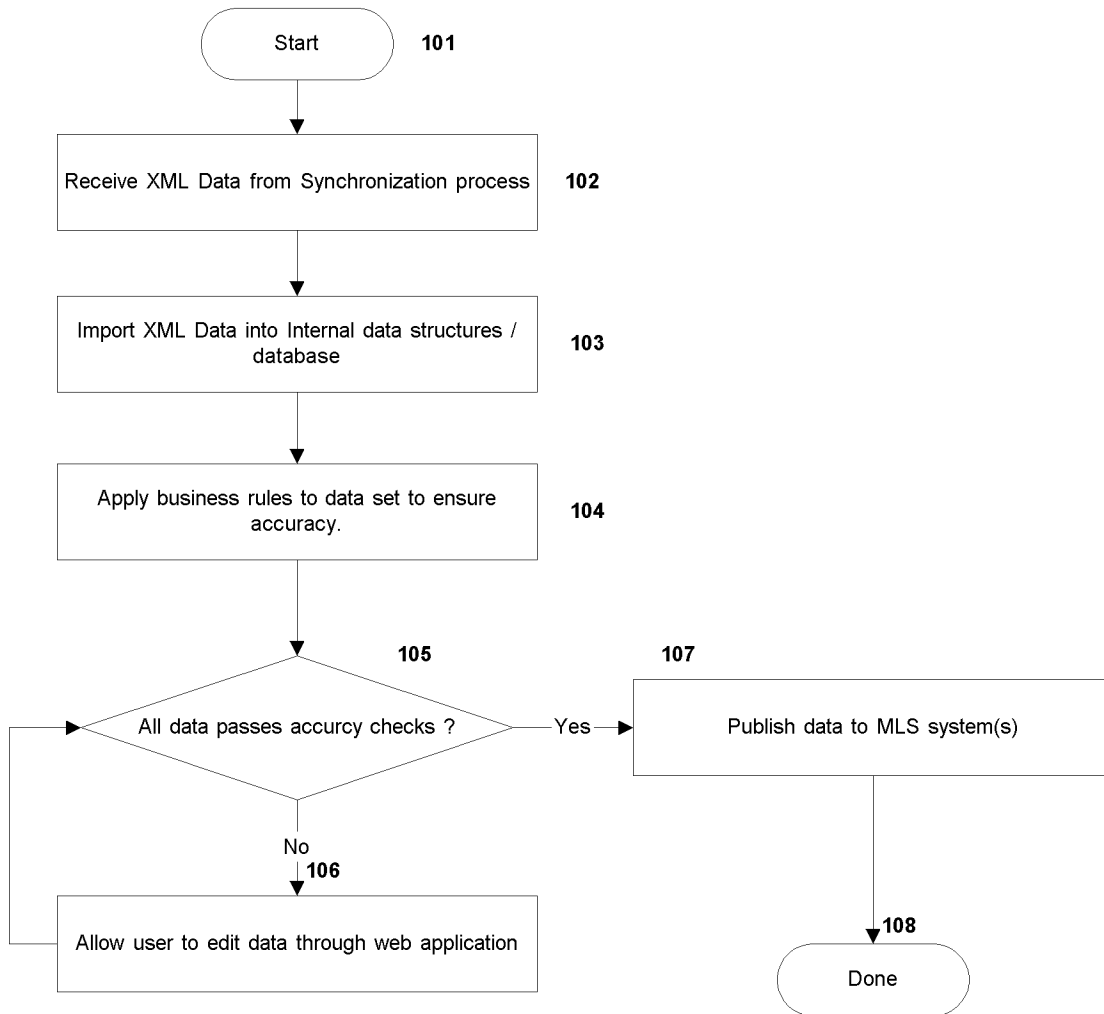 Start
101
Receive XML Data from Synchronization process
102
Import XML Data into Internal data structures /
database
103
Apply business rules to data set to ensure
accuracy.
104
105
All data passes accurcy checks ?
Yes
107
Publish data to MLS system(s)
No
106
Allow user to edit data through web application
108
Done